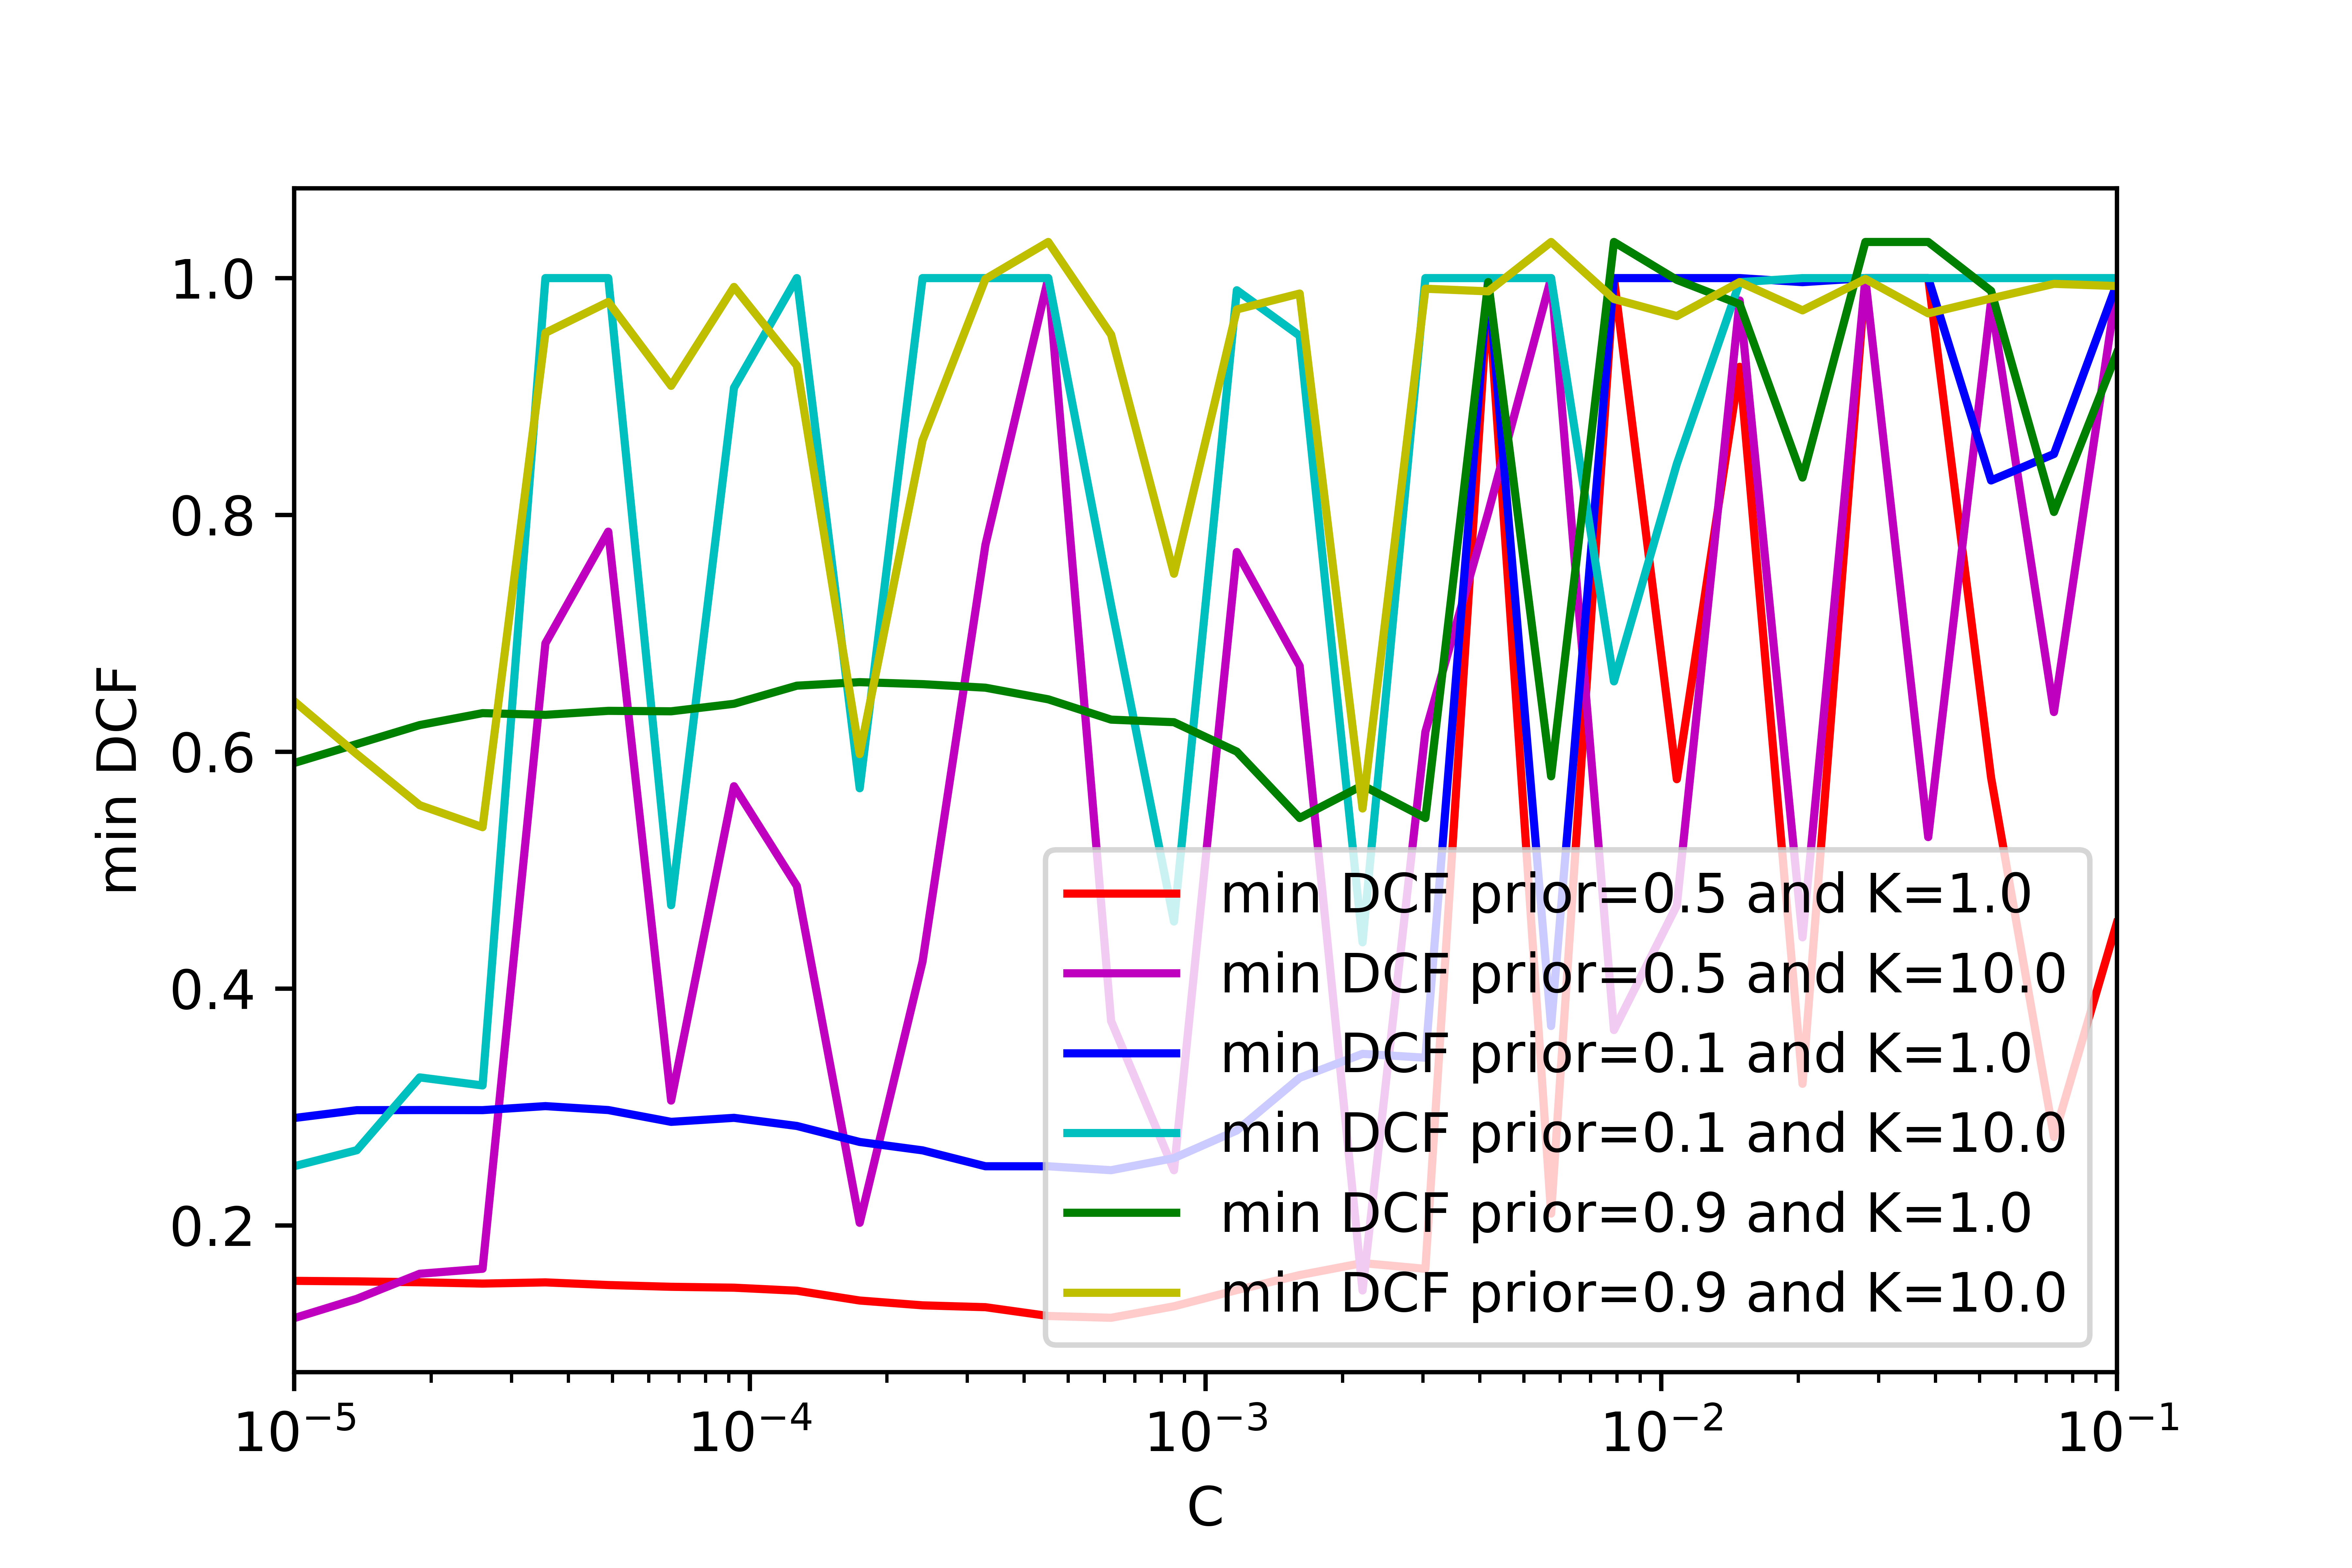 min DCF
1.0
0.8
0.6
0.4
0.2
min DCF prior=0.5 and K=1.0
min DCF prior=0.5 and K=10.0
min DCF prior=0.1 and K=1.0
min DCF prior=0.1 and K=10.0
min DCF prior=0.9 and K=1.0
min DCF prior=0.9 and K=10.0
10⁻⁵ 10⁻⁴ 10⁻³ 10⁻² 10⁻¹
C